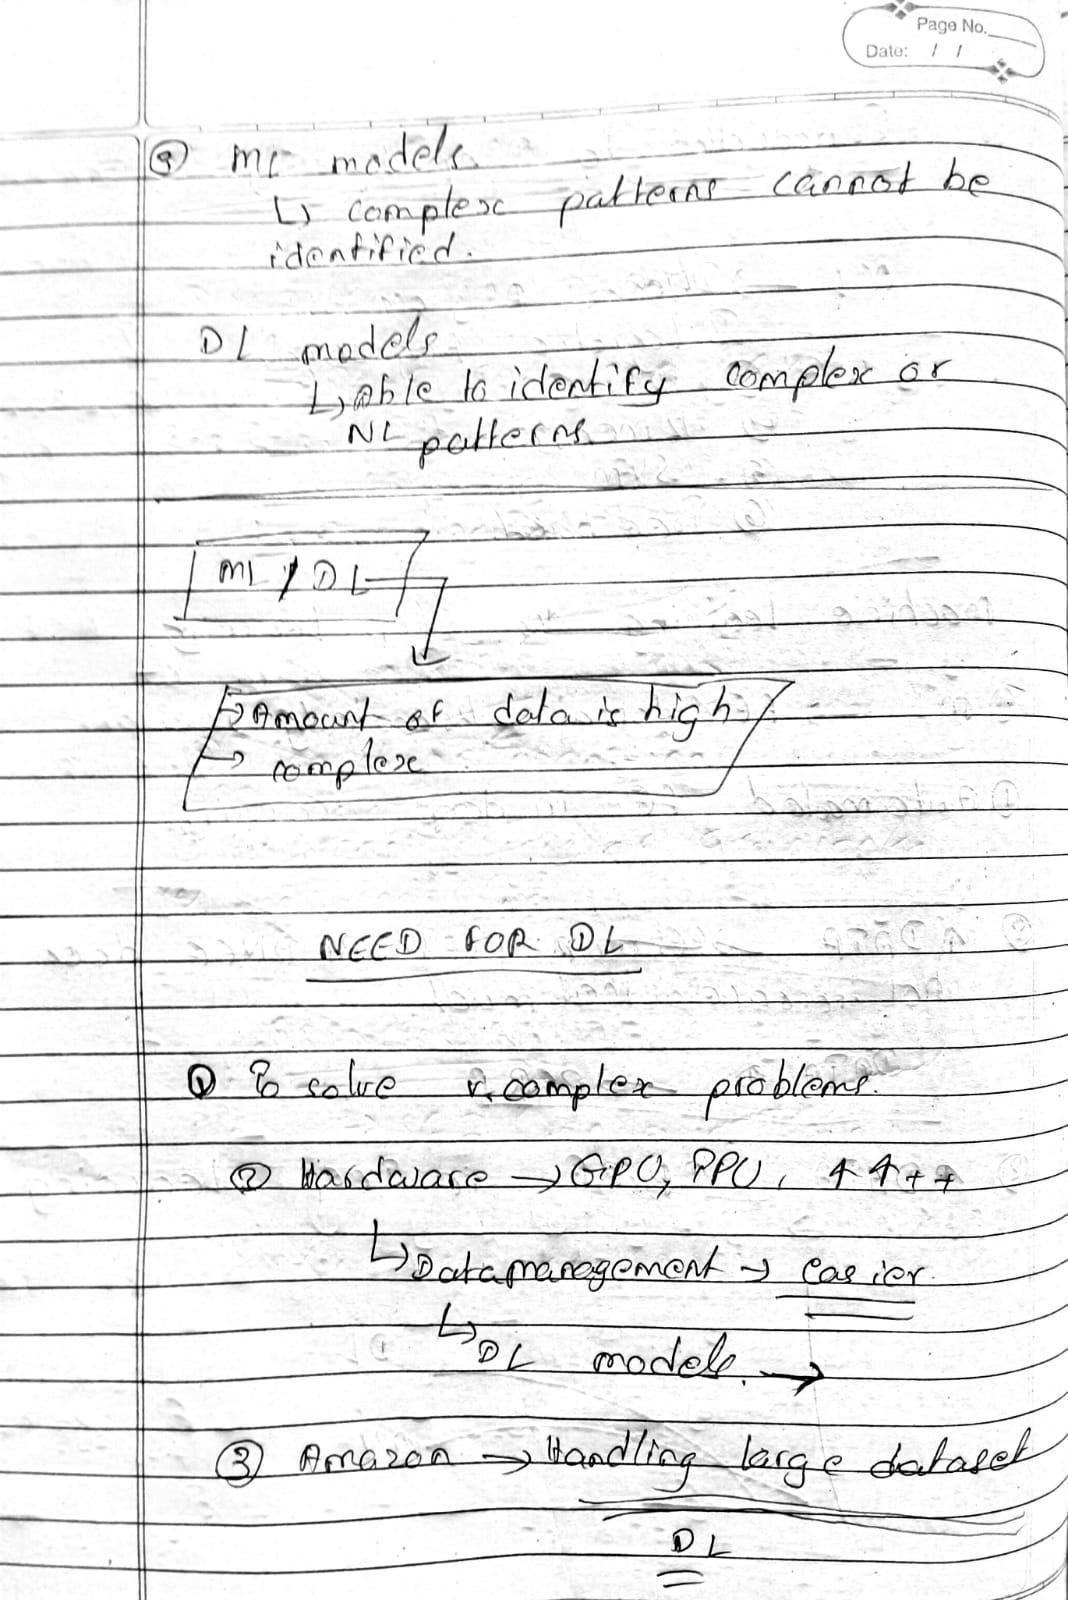 Page No.
Date: / /
③ ML models
↳ complex patterns cannot be
identified.
DL models
↳ able to identify complex or
NL patterns
ML / DL
→ Amount of data is high
→ complex
NEED FOR DL
① To solve v. complex problems.
② Hardware → GPU, PPU, ↑ ↑ + +
↳ Data management → easier.
↳ DL models. →
③ Amazon → Handling large dataset
DL